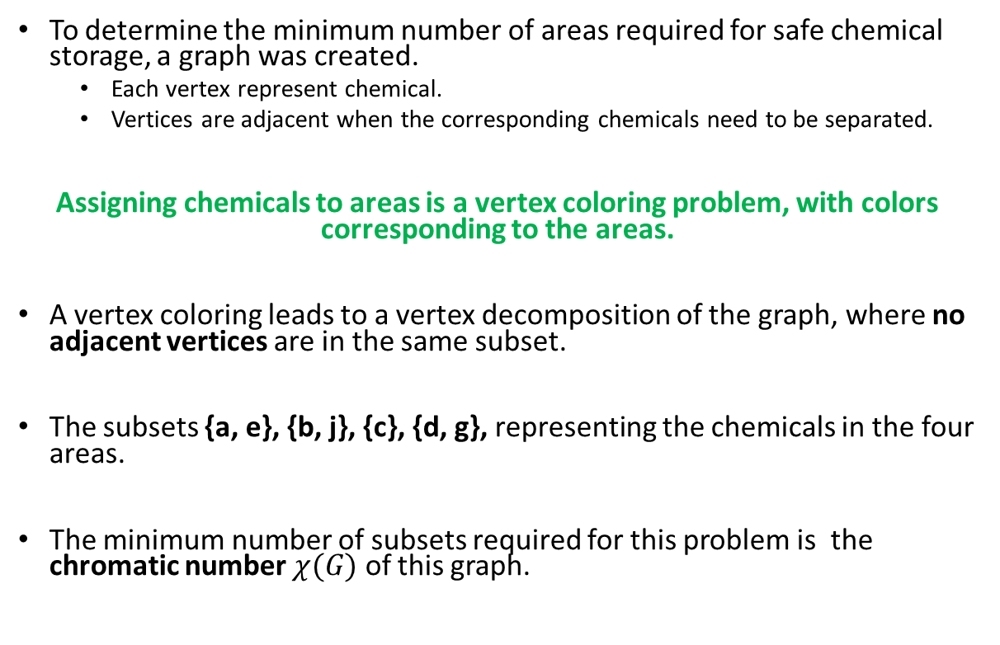 • To determine the minimum number of areas required for safe chemical
storage, a graph was created.
• Each vertex represent chemical.
• Vertices are adjacent when the corresponding chemicals need to be separated.
Assigning chemicals to areas is a vertex coloring problem, with colors
corresponding to the areas.
• A vertex coloring leads to a vertex decomposition of the graph, where no
adjacent vertices are in the same subset.
• The subsets {a, e}, {b, j}, {c}, {d, g}, representing the chemicals in the four
areas.
• The minimum number of subsets required for this problem is  the
chromatic number 𝜒(𝐺) of this graph.